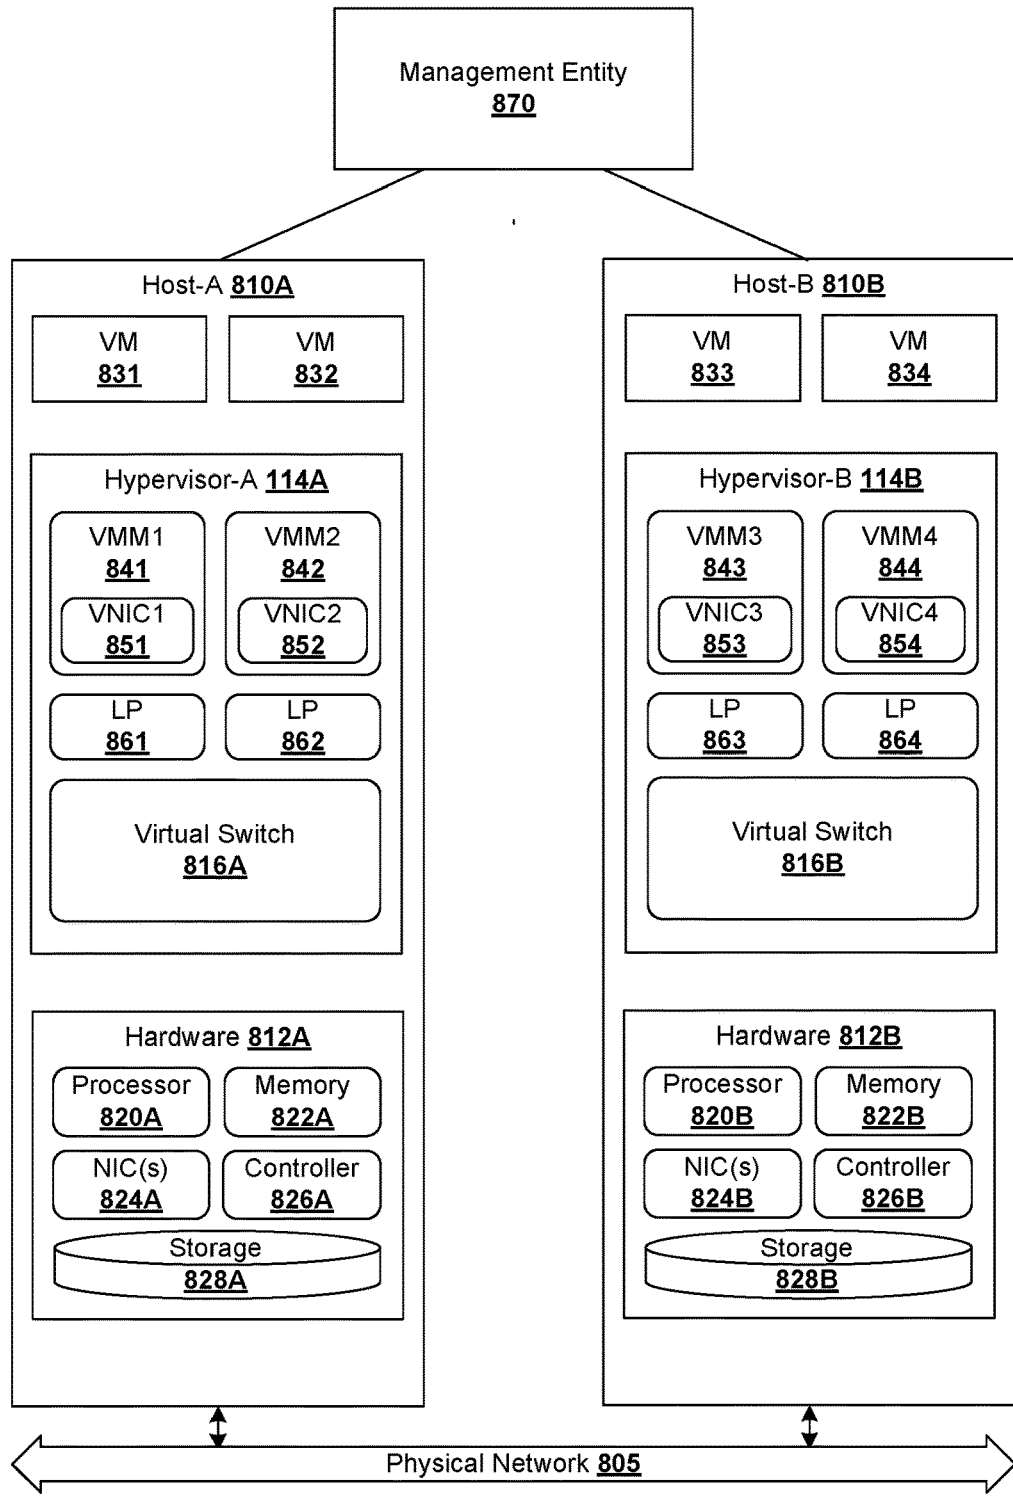 Management Entity
870
Host-A 810A
VM
831
VM
832
Hypervisor-A 114A
VMM1
841
VNIC1
851
VMM2
842
VNIC2
852
LP
861
LP
862
Virtual Switch
816A
Hardware 812A
Processor
820A
Memory
822A
NIC(s)
824A
Controller
826A
Storage
828A
Host-B 810B
VM
833
VM
834
Hypervisor-B 114B
VMM3
843
VNIC3
853
VMM4
844
VNIC4
854
LP
863
LP
864
Virtual Switch
816B
Hardware 812B
Processor
820B
Memory
822B
NIC(s)
824B
Controller
826B
Storage
828B
Physical Network 805